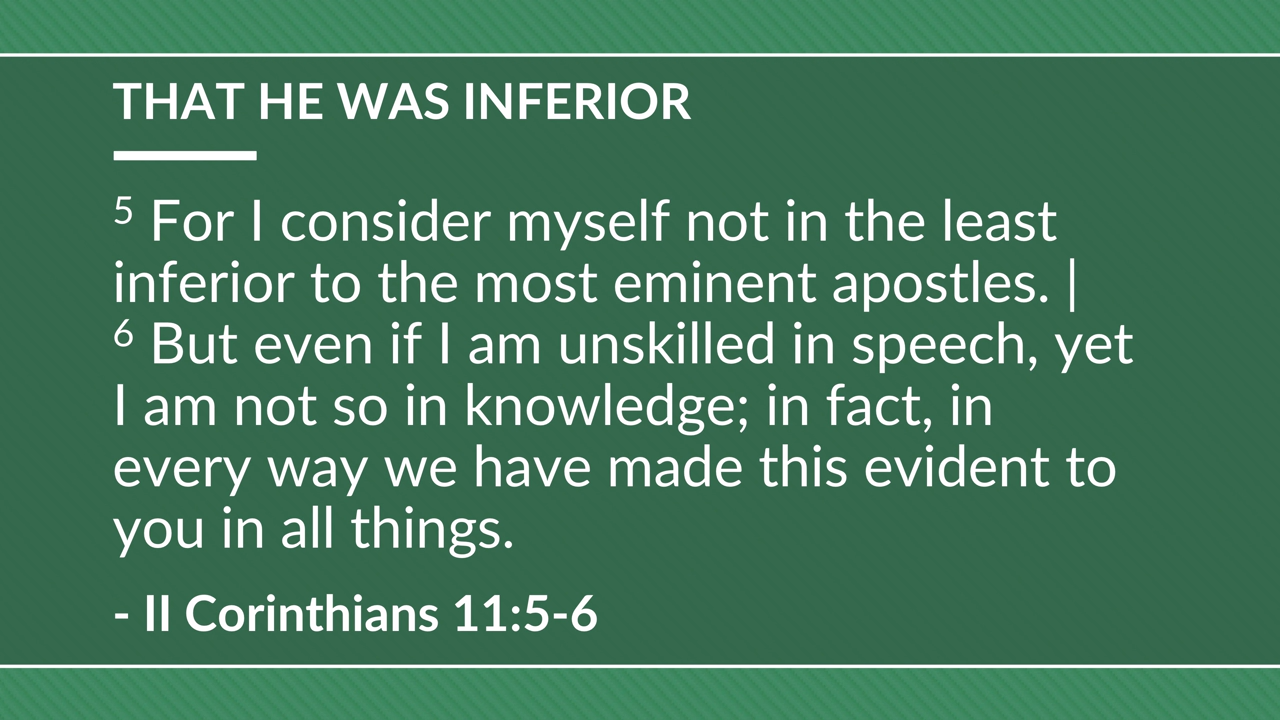 THAT HE WAS INFERIOR
5 For I consider myself not in the least
inferior to the most eminent apostles. |
6 But even if I am unskilled in speech, yet
I am not so in knowledge; in fact, in
every way we have made this evident to
you in all things.
- II Corinthians 11:5-6